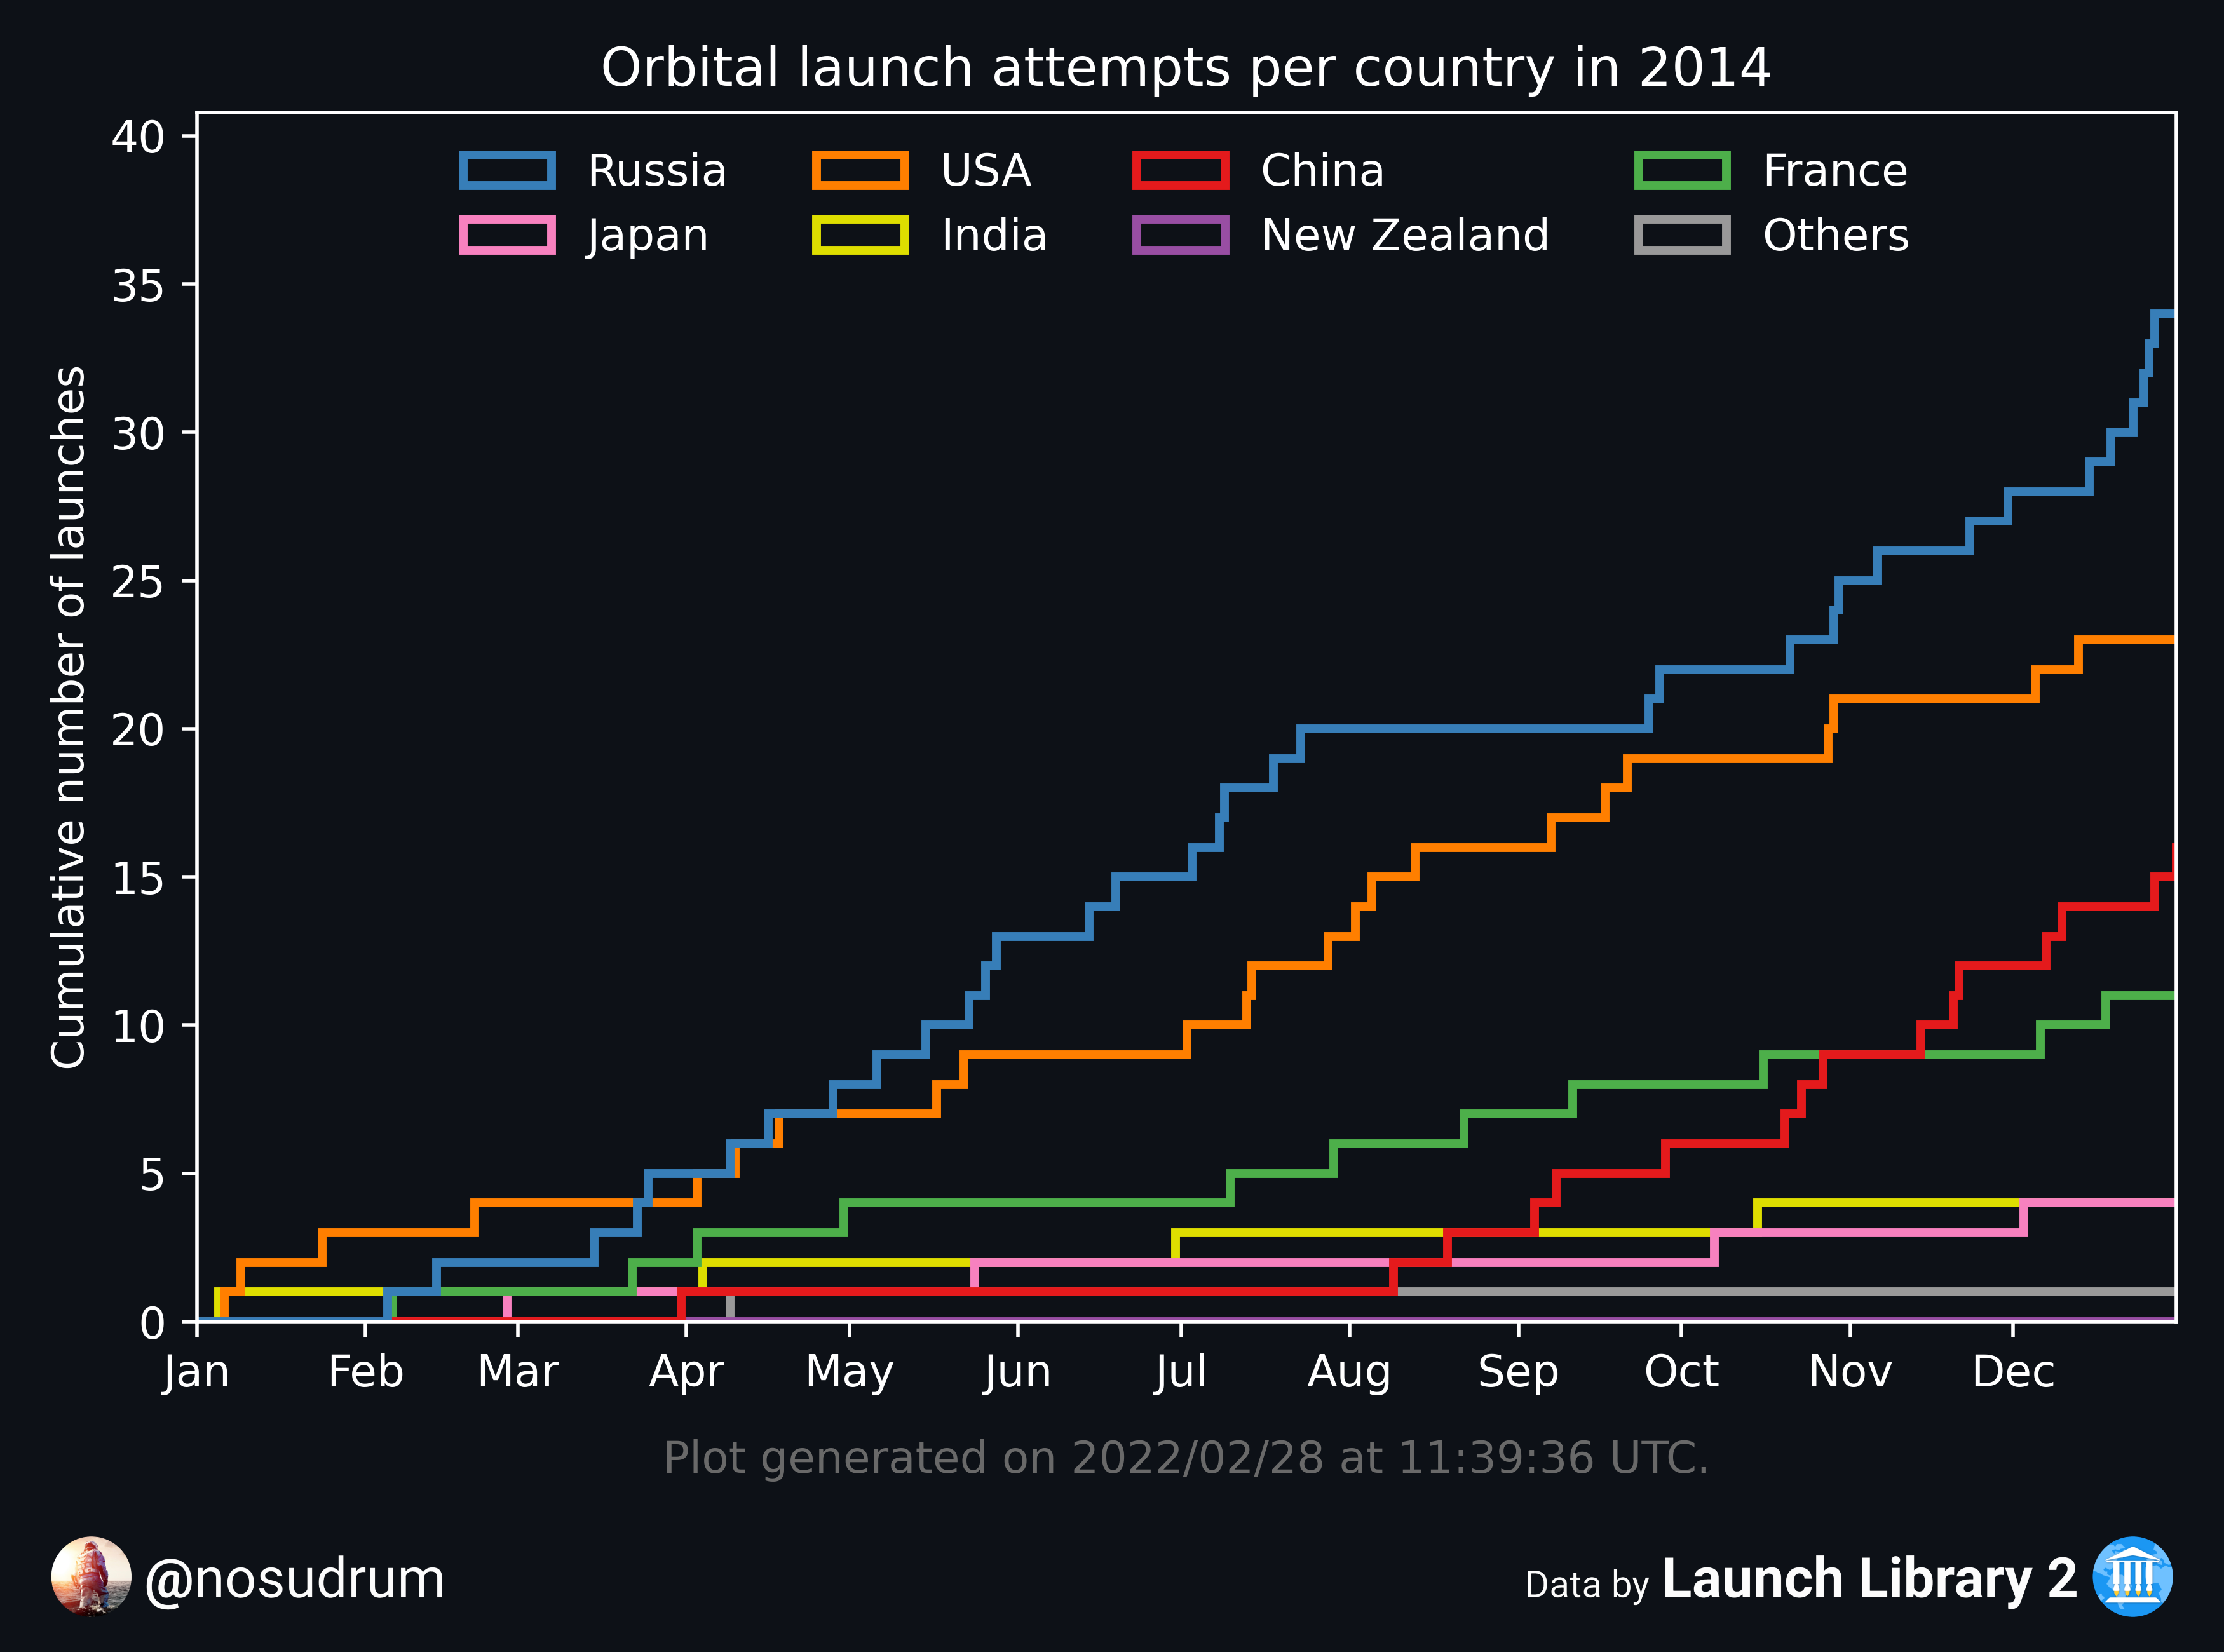 Orbital launch attempts per country in 2014
Russia USA China France
Japan India New Zealand Others
Cumulative number of launches
40
35
30
25
20
15
10
5
0
Jan Feb Mar Apr May Jun Jul Aug Sep Oct Nov Dec
Plot generated on 2022/02/28 at 11:39:36 UTC.
@nosudrum
Data by Launch Library 2